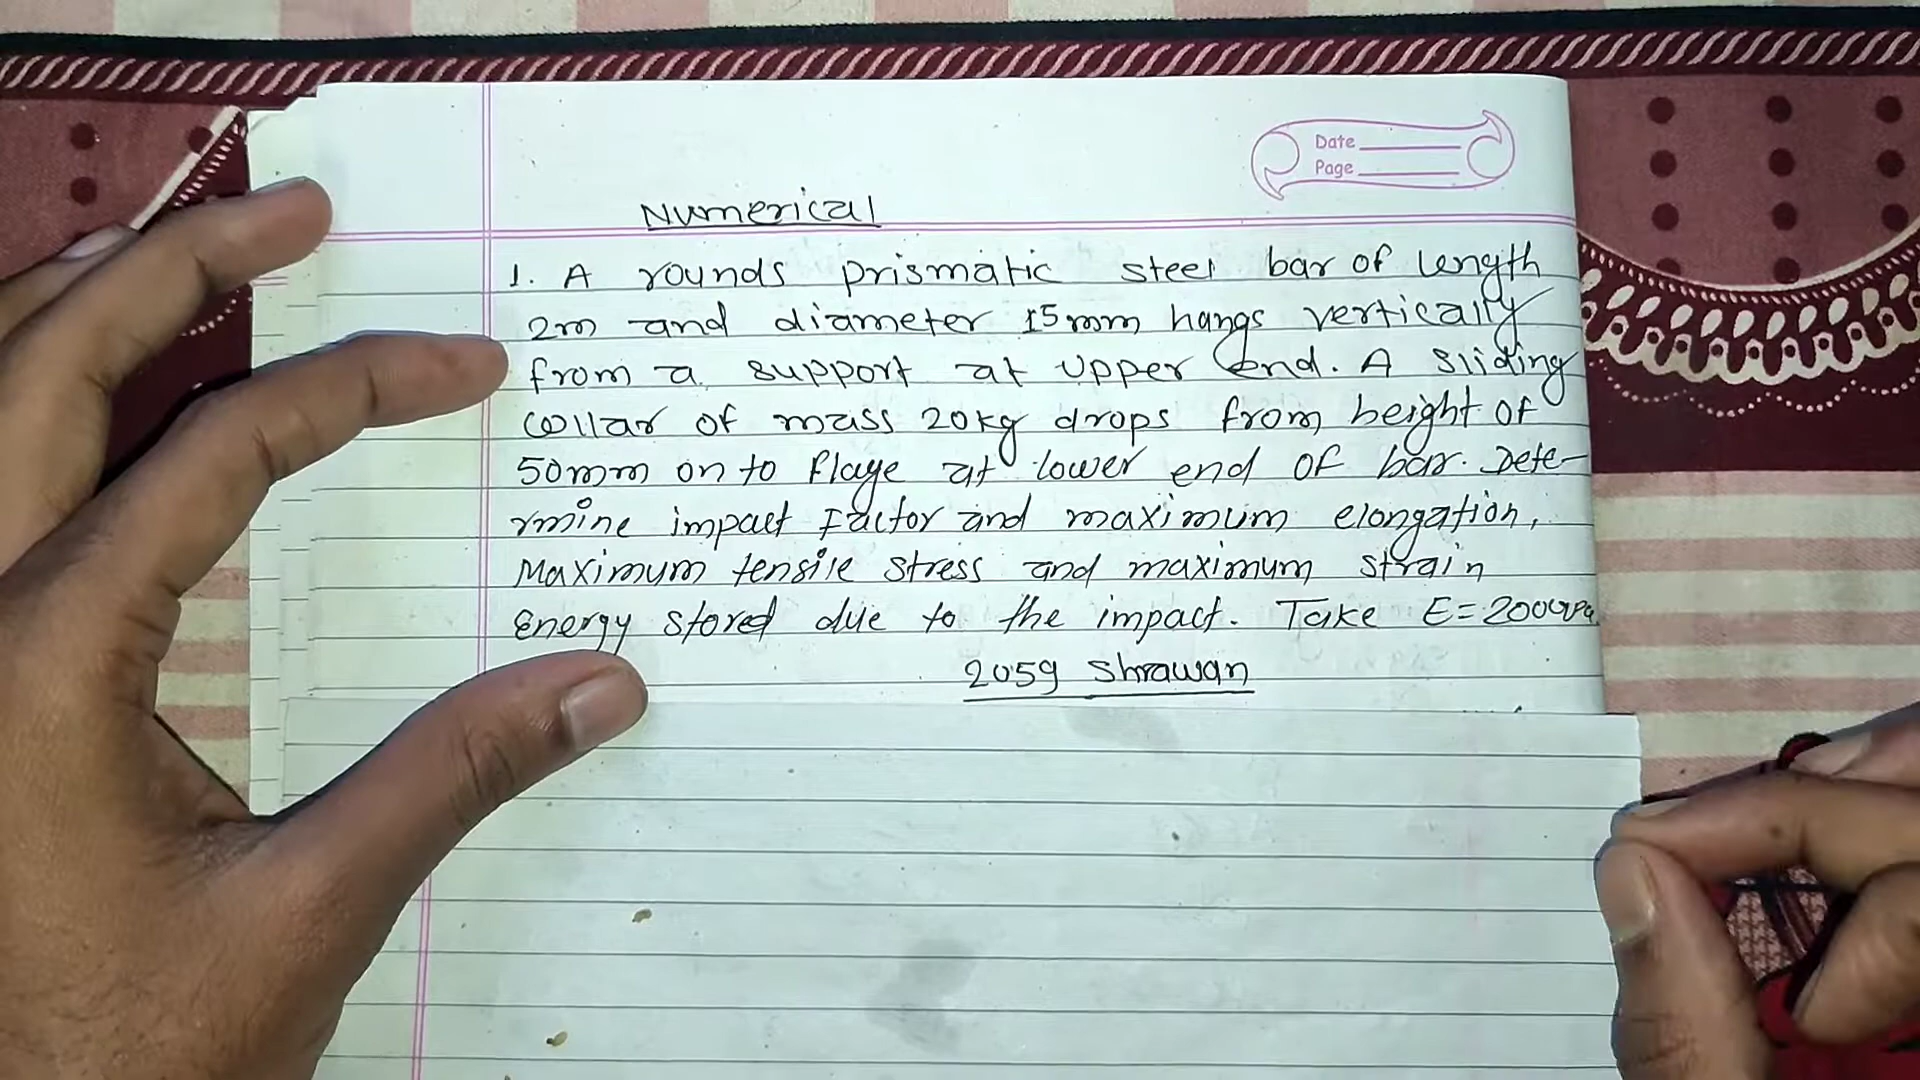 Date
Page
Numerical
1. A rounds prismatic steel bar of length
2m and diameter 15mm hangs vertically
from a support at upper end. A sliding
collar of mass 20kg drops from height of
50mm on to flage at lower end of bar. Dete-
rmine impact Factor and maximum elongation,
Maximum tensile stress and maximum strain
Energy stored due to the impact. Take E=200GPa
2059 Shrawan